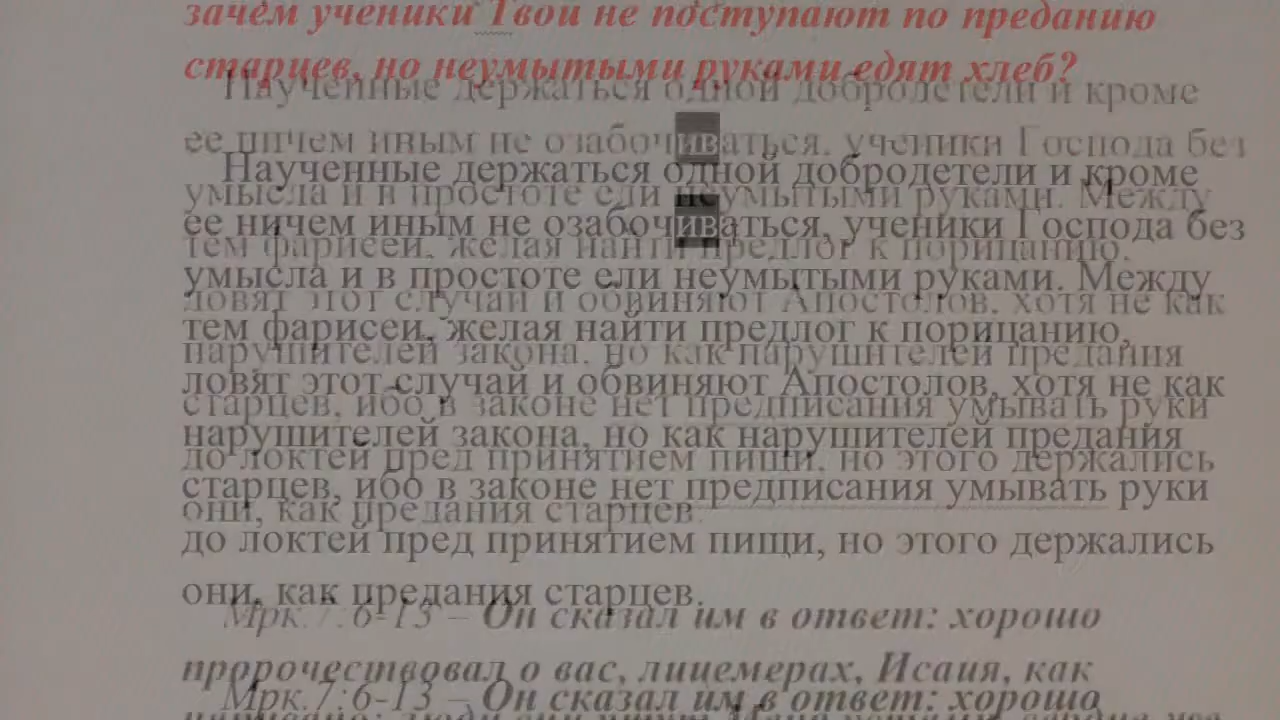 зачем ученики Твои не поступают по преданию
старцев, но неумытыми руками едят хлеб?
Наученные держаться одной добродетели и кроме
ее ничем иным не озабочиваться, ученики Господа без
умысла и в простоте ели неумытыми руками. Между
тем фарисеи, желая найти предлог к порицанию,
ловят этот случай и обвиняют Апостолов, хотя не как
нарушителей закона, но как нарушителей предания
старцев, ибо в законе нет предписания умывать руки
до локтей пред принятием пищи, но этого держались
они, как предания старцев.
Мрк.7:6-13 – Он сказал им в ответ: хорошо
пророчествовал о вас, лицемерах, Исаия, как